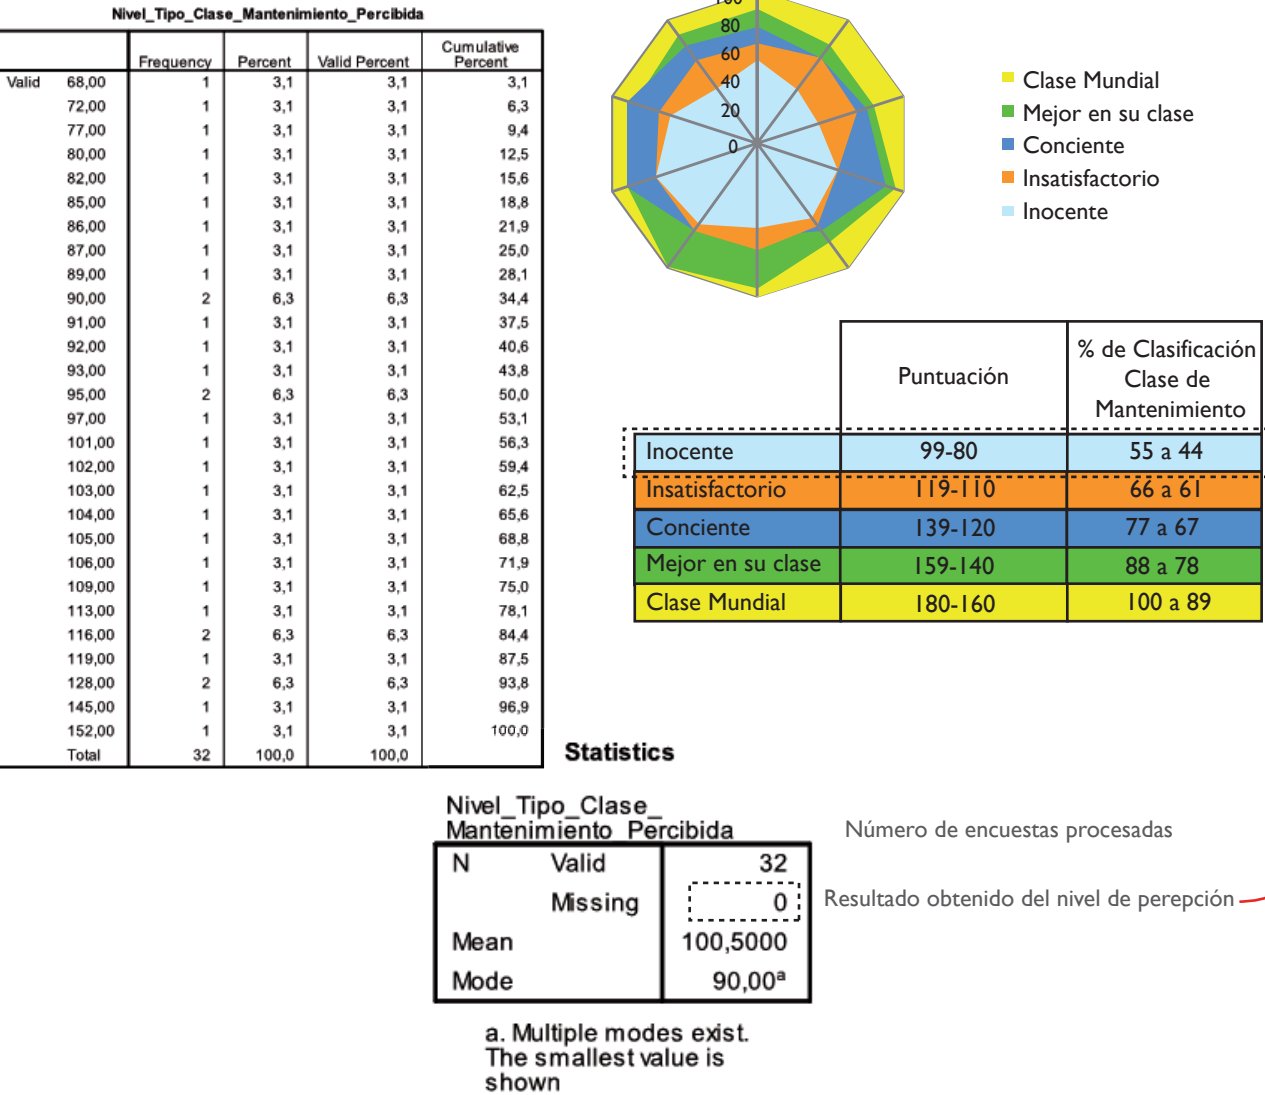 Nivel_Tipo_Clase_Mantenimiento_Percibida
Frequency Percent Valid Percent Cumulative Percent
Valid 68,00 1 3,1 3,1 3,1
72,00 1 3,1 3,1 6,3
77,00 1 3,1 3,1 9,4
80,00 1 3,1 3,1 12,5
82,00 1 3,1 3,1 15,6
85,00 1 3,1 3,1 18,8
86,00 1 3,1 3,1 21,9
87,00 1 3,1 3,1 25,0
89,00 1 3,1 3,1 28,1
90,00 2 6,3 6,3 34,4
91,00 1 3,1 3,1 37,5
92,00 1 3,1 3,1 40,6
93,00 1 3,1 3,1 43,8
95,00 2 6,3 6,3 50,0
97,00 1 3,1 3,1 53,1
101,00 1 3,1 3,1 56,3
102,00 1 3,1 3,1 59,4
103,00 1 3,1 3,1 62,5
104,00 1 3,1 3,1 65,6
105,00 1 3,1 3,1 68,8
106,00 1 3,1 3,1 71,9
109,00 1 3,1 3,1 75,0
113,00 1 3,1 3,1 78,1
116,00 2 6,3 6,3 84,4
119,00 1 3,1 3,1 87,5
128,00 2 6,3 6,3 93,8
145,00 1 3,1 3,1 96,9
152,00 1 3,1 3,1 100,0
Total 32 100,0 100,0
100
80
60
40
20
0
Clase Mundial
Mejor en su clase
Conciente
Insatisfactorio
Inocente
Puntuación
% de Clasificación
Clase de
Mantenimiento
Inocente 99-80 55 a 44
Insatisfactorio 119-110 66 a 61
Conciente 139-120 77 a 67
Mejor en su clase 159-140 88 a 78
Clase Mundial 180-160 100 a 89
Statistics
Nivel_Tipo_Clase_
Mantenimiento_Percibida
N Valid 32
Missing 0
Mean 100,5000
Mode 90,00a
a. Multiple modes exist.
The smallest value is
shown
Número de encuestas procesadas
Resultado obtenido del nivel de perepción